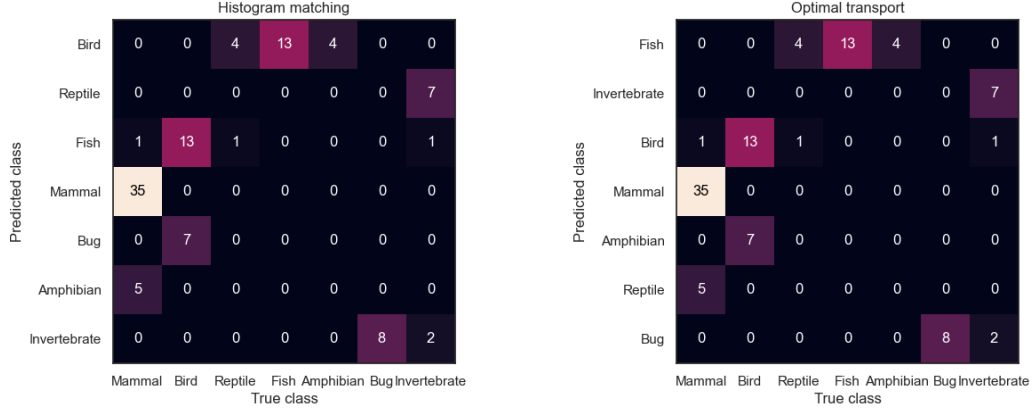 Histogram matching
Predicted class
Bird 0 0 4 13 4 0 0
Reptile 0 0 0 0 0 0 7
Fish 1 13 1 0 0 0 1
Mammal 35 0 0 0 0 0 0
Bug 0 7 0 0 0 0 0
Amphibian 5 0 0 0 0 0 0
Invertebrate 0 0 0 0 0 8 2
Mammal Bird Reptile Fish Amphibian Bug Invertebrate
True class
Optimal transport
Predicted class
Fish 0 0 4 13 4 0 0
Invertebrate 0 0 0 0 0 0 7
Bird 1 13 1 0 0 0 1
Mammal 35 0 0 0 0 0 0
Amphibian 0 7 0 0 0 0 0
Reptile 5 0 0 0 0 0 0
Bug 0 0 0 0 0 8 2
Mammal Bird Reptile Fish Amphibian Bug Invertebrate
True class